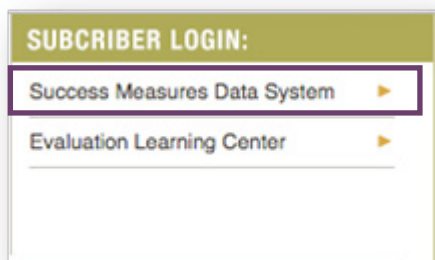 SUBCRIBER LOGIN:
Success Measures Data System
Evaluation Learning Center